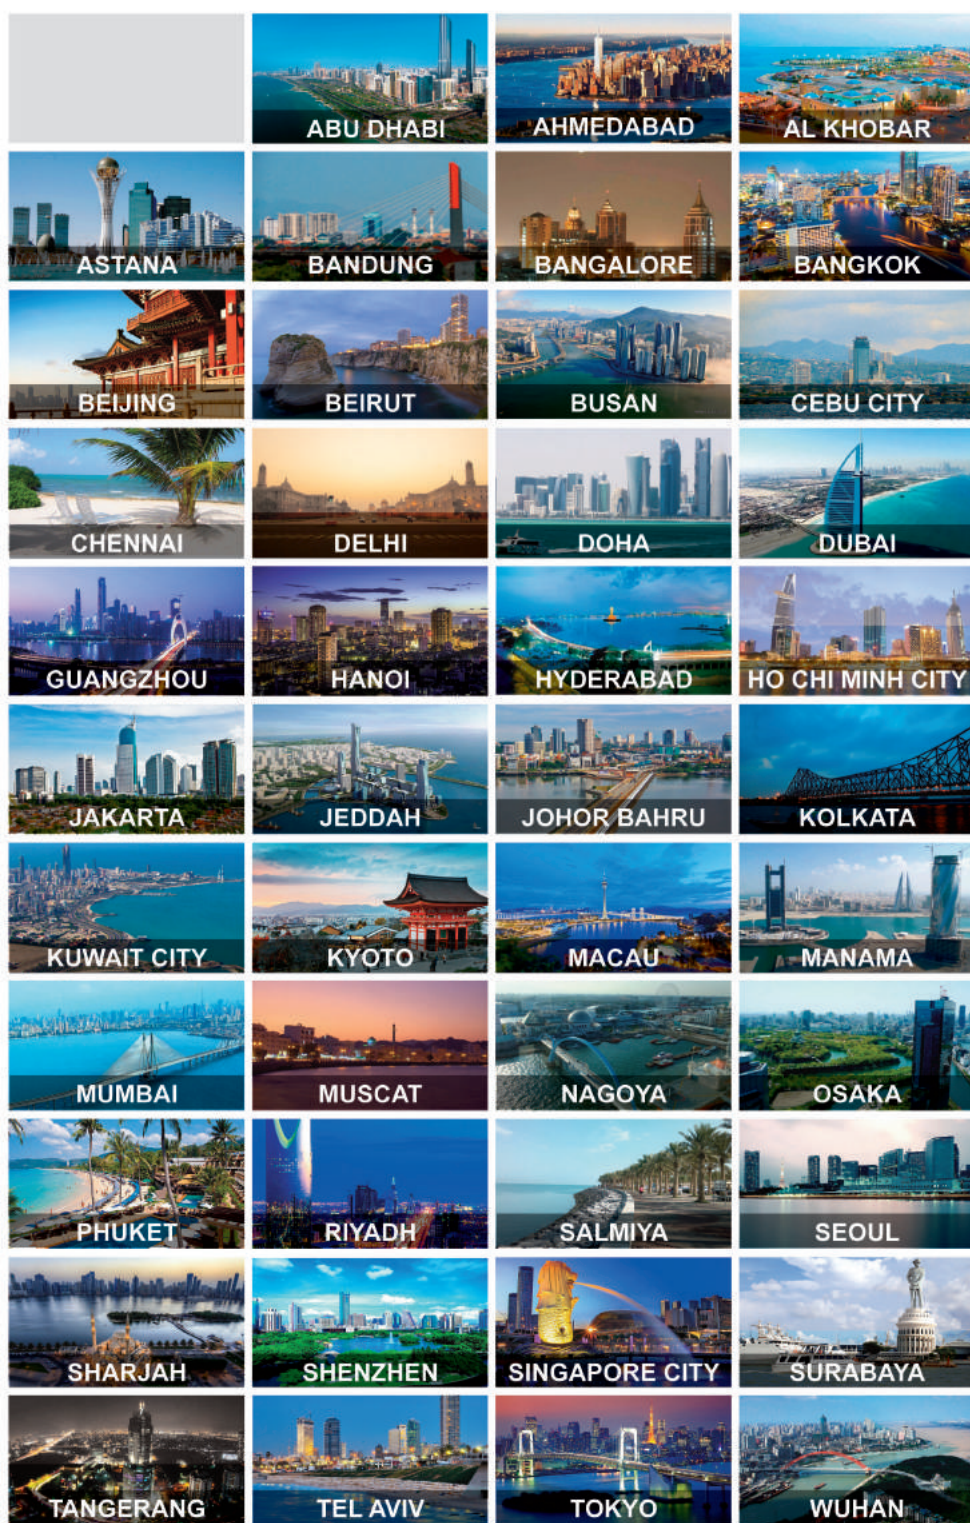 ABU DHABI
AHMEDABAD
AL KHOBAR
ASTANA
BANDUNG
BANGALORE
BANGKOK
BEIJING
BEIRUT
BUSAN
CEBU CITY
CHENNAI
DELHI
DOHA
DUBAI
GUANGZHOU
HANOI
HYDERABAD
HO CHI MINH CITY
JAKARTA
JEDDAH
JOHOR BAHRU
KOLKATA
KUWAIT CITY
KYOTO
MACAU
MANAMA
MUMBAI
MUSCAT
NAGOYA
OSAKA
PHUKET
RIYADH
SALMIYA
SEOUL
SHARJAH
SHENZHEN
SINGAPORE CITY
SURABAYA
TANGERANG
TEL AVIV
TOKYO
WUHAN